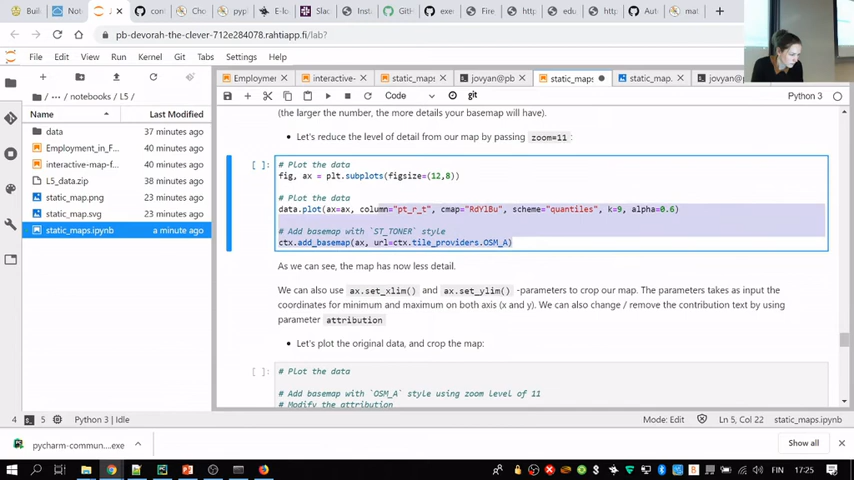 Buil
Not
J
con
Cho
pypi
E-lo
Slac
Inst
GitH
exe
Fire
http
edu
http
Aut
mat
pb-devorah-the-clever-712e284078.rahtiapp.fi/lab?
File Edit View Run Kernel Git Tabs Settings Help
Employment
interactive-
static_maps
jovyan@pb
static_maps
static_map.
jovyan@pb
Code
git
Python 3
/ ··· / notebooks / L5 /
Name
Last Modified
data 37 minutes ago
Employment_in_F... 40 minutes ago
interactive-map-f... 40 minutes ago
L5_data.zip 38 minutes ago
static_map.png 23 minutes ago
static_map.svg 23 minutes ago
static_maps.ipynb a minute ago
(the larger the number, the more details your basemap will have).
• Let's reduce the level of detail from our map by passing zoom=11 :
[ ]: # Plot the data
fig, ax = plt.subplots(figsize=(12,8))
# Plot the data
data.plot(ax=ax, column="pt_r_t", cmap="RdYlBu", scheme="quantiles", k=9, alpha=0.6)
# Add basemap with `ST_TONER` style
ctx.add_basemap(ax, url=ctx.tile_providers.OSM_A)
As we can see, the map has now less detail.
We can also use ax.set_xlim() and ax.set_ylim() -parameters to crop our map. The parameters takes as input the
coordinates for minimum and maximum on both axis (x and y). We can also change / remove the contribution text by using
parameter attribution
• Let's plot the original data, and crop the map:
[ ]: # Plot the data
# Add basemap with `OSM_A` style using zoom level of 11
# Modify the attribution
4
5
Python 3 | Idle
Mode: Edit
Ln 5, Col 22
static_maps.ipynb
pycharm-commun....exe
Show all
FIN
17:25